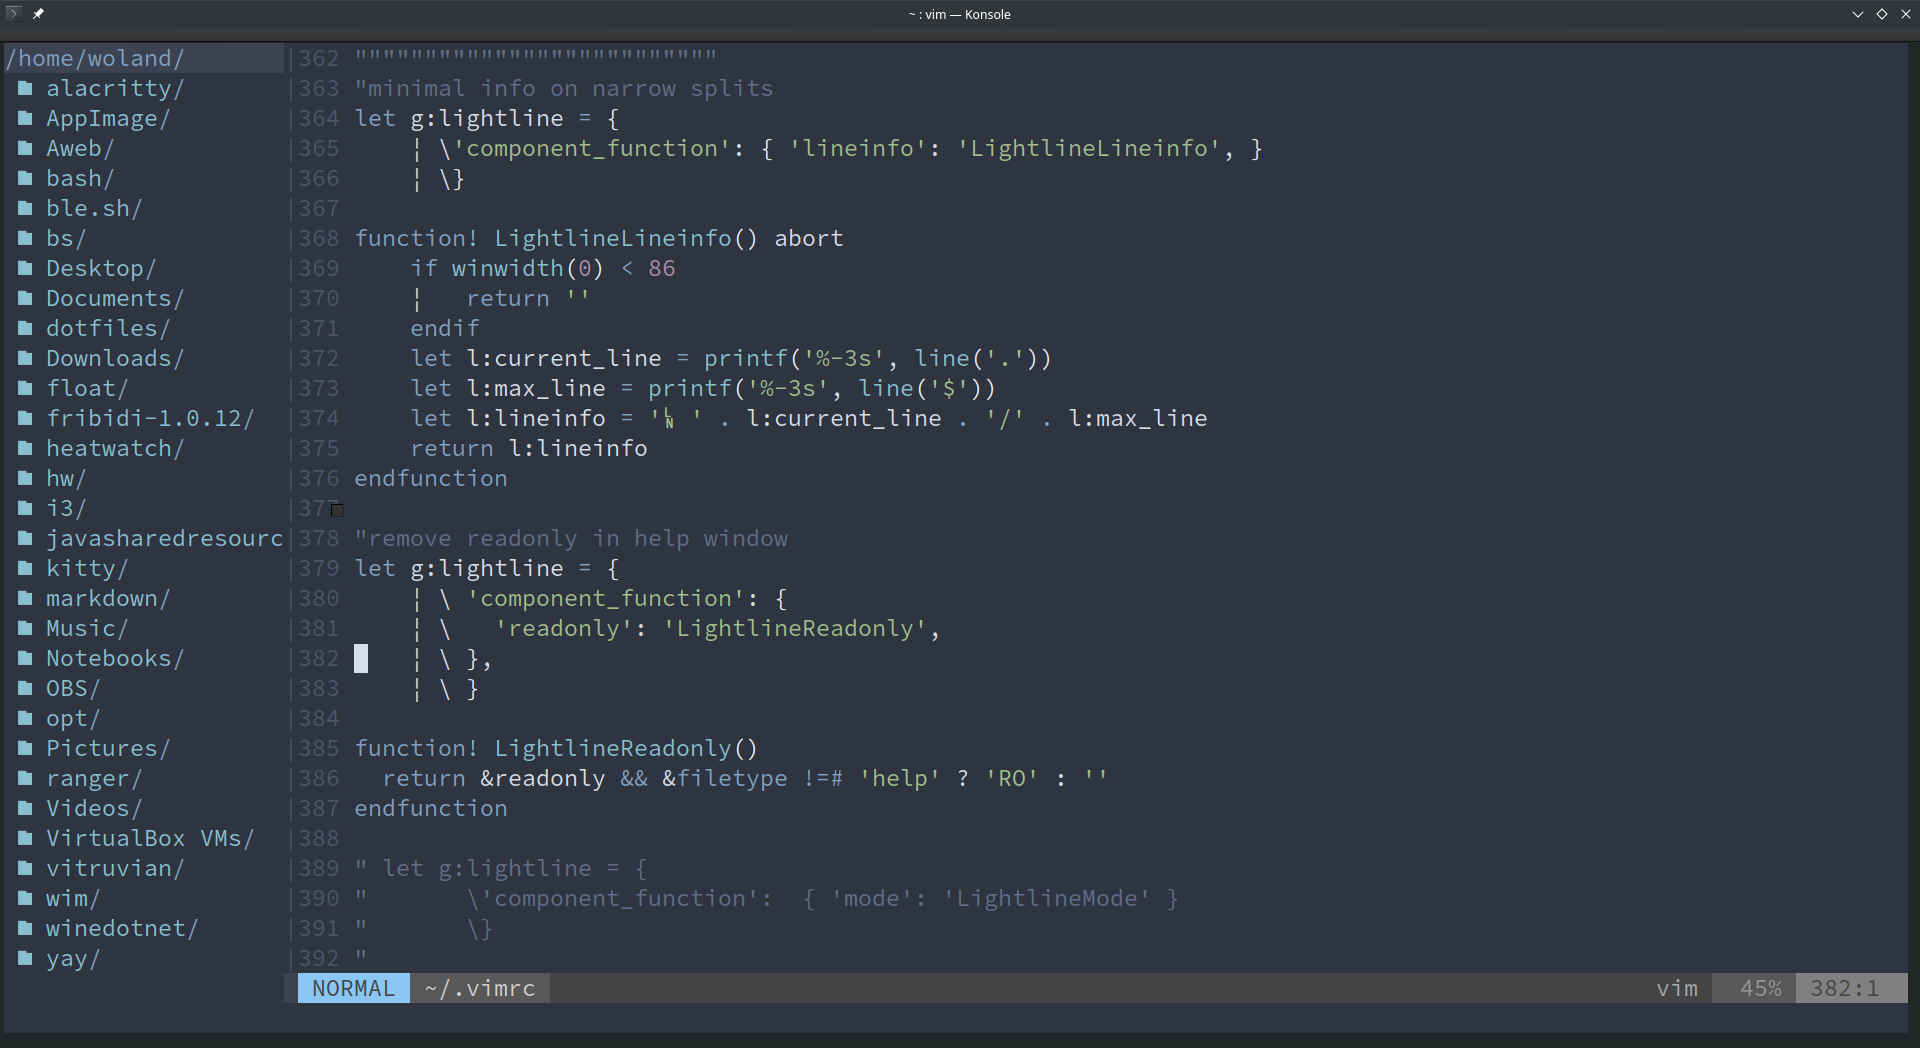 ~ : vim — Konsole
/home/woland/
alacritty/
AppImage/
Aweb/
bash/
ble.sh/
bs/
Desktop/
Documents/
dotfiles/
Downloads/
float/
fribidi-1.0.12/
heatwatch/
hw/
i3/
javasharedresourc
kitty/
markdown/
Music/
Notebooks/
OBS/
opt/
Pictures/
ranger/
Videos/
VirtualBox VMs/
vitruvian/
wim/
winedotnet/
yay/
362 """"""""""""""""""""""""""
363 "minimal info on narrow splits
364 let g:lightline = {
365     ¦ \'component_function': { 'lineinfo': 'LightlineLineinfo', }
366     ¦ \}
367
368 function! LightlineLineinfo() abort
369     if winwidth(0) < 86
370     ¦   return ''
371     endif
372     let l:current_line = printf('%-3s', line('.'))
373     let l:max_line = printf('%-3s', line('$'))
374     let l:lineinfo = ' ' . l:current_line . '/' . l:max_line
375     return l:lineinfo
376 endfunction
377
378 "remove readonly in help window
379 let g:lightline = {
380     ¦ \ 'component_function': {
381     ¦ \   'readonly': 'LightlineReadonly',
382     ¦ \ },
383     ¦ \ }
384
385 function! LightlineReadonly()
386   return &readonly && &filetype !=# 'help' ? 'RO' : ''
387 endfunction
388
389 " let g:lightline = {
390 "       \'component_function':  { 'mode': 'LightlineMode' }
391 "       \}
392 "
NORMAL ~/.vimrc vim 45% 382:1